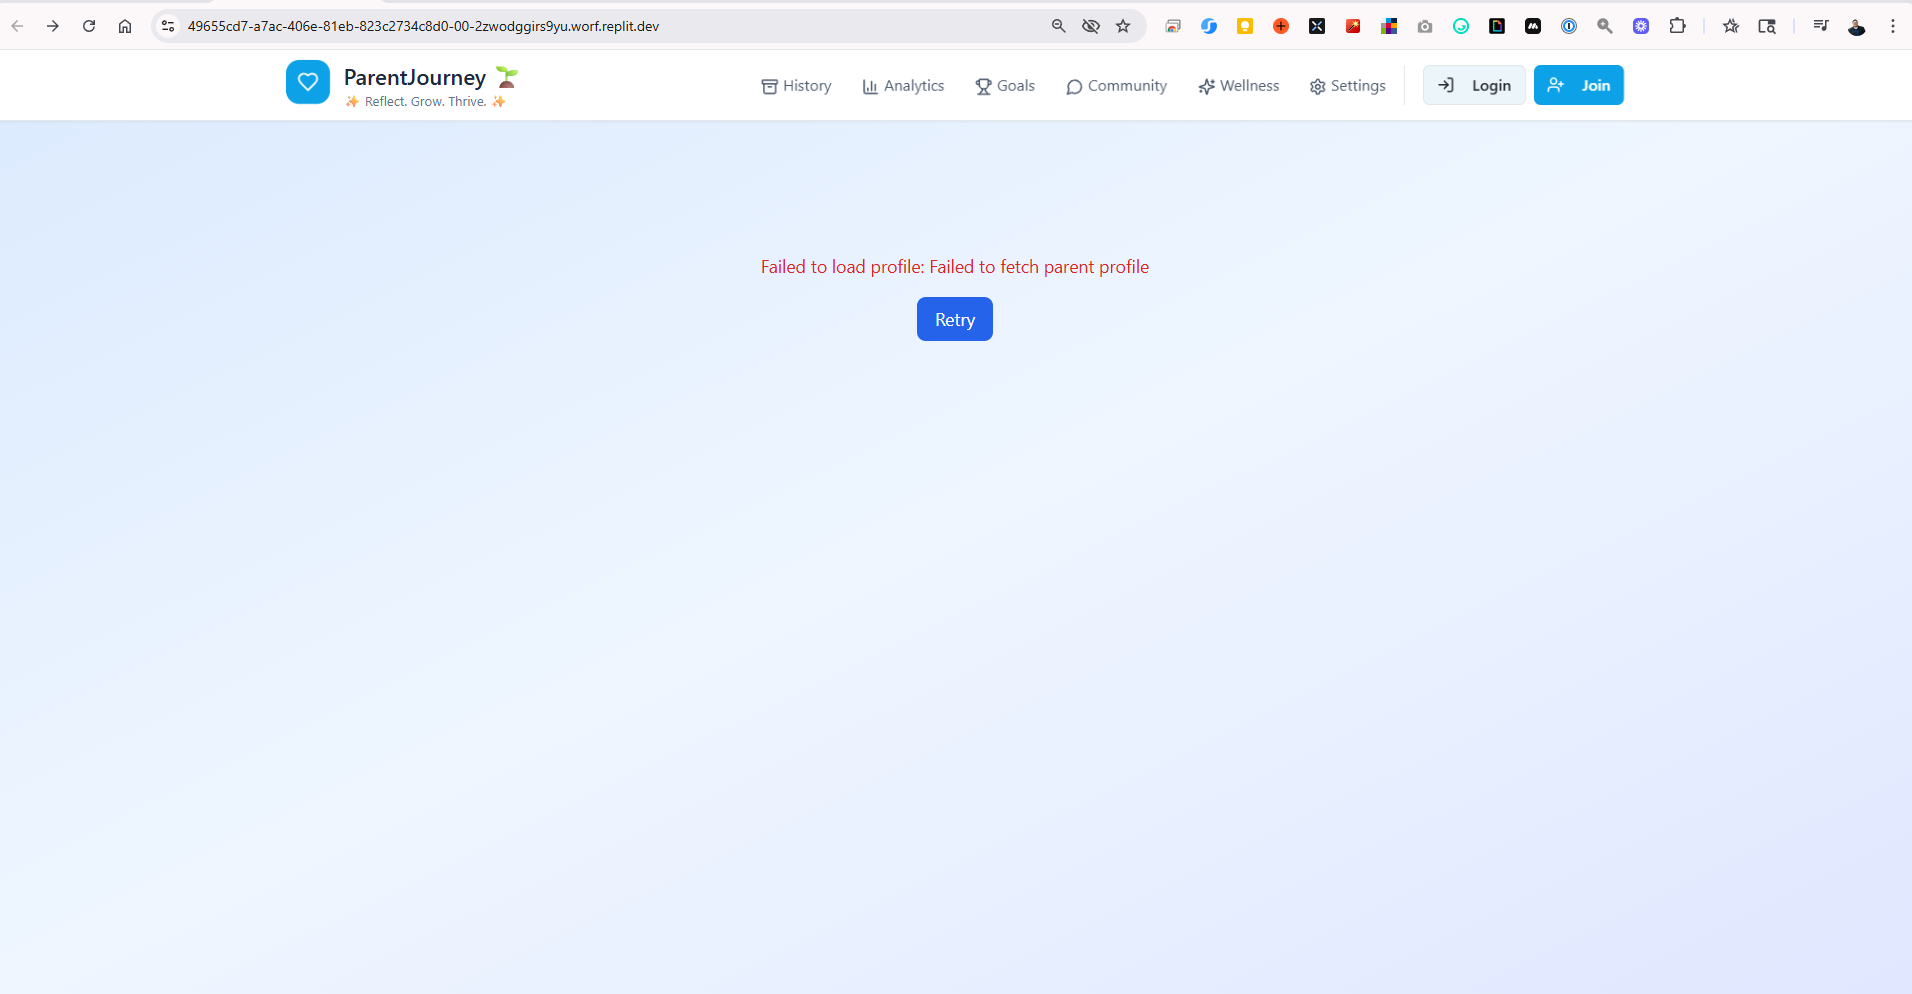 49655cd7-a7ac-406e-81eb-823c2734c8d0-00-2zwodggirs9yu.worf.replit.dev
ParentJourney
Reflect. Grow. Thrive.
History
Analytics
Goals
Community
Wellness
Settings
Login
Join
Failed to load profile: Failed to fetch parent profile
Retry